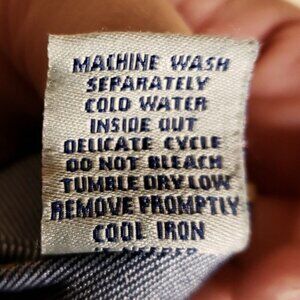 MACHINE WASH
SEPARATELY
COLD WATER
INSIDE OUT
DELICATE CYCLE
DO NOT BLEACH
TUMBLE DRY LOW
REMOVE PROMPTLY
COOL IRON